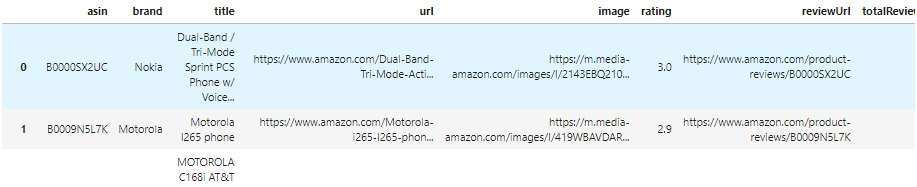 asin brand title url image rating reviewUrl totalRevie
Dual-Band /
Tri-Mode
0 B0000SX2UC Nokia Sprint PCS https://www.amazon.com/Dual-Band- https://m.media- 3.0 https://www.amazon.com/product-
Phone w/ Tri-Mode-Acti... amazon.com/images/I/2143EBQ210... reviews/B0000SX2UC
Voice...
1 B0009N5L7K Motorola Motorola https://www.amazon.com/Motorola- https://m.media- 2.9 https://www.amazon.com/product-
I265 phone i265-I265-phon... amazon.com/images/I/419WBAVDAR... reviews/B0009N5L7K
MOTOROLA
C168i AT&T